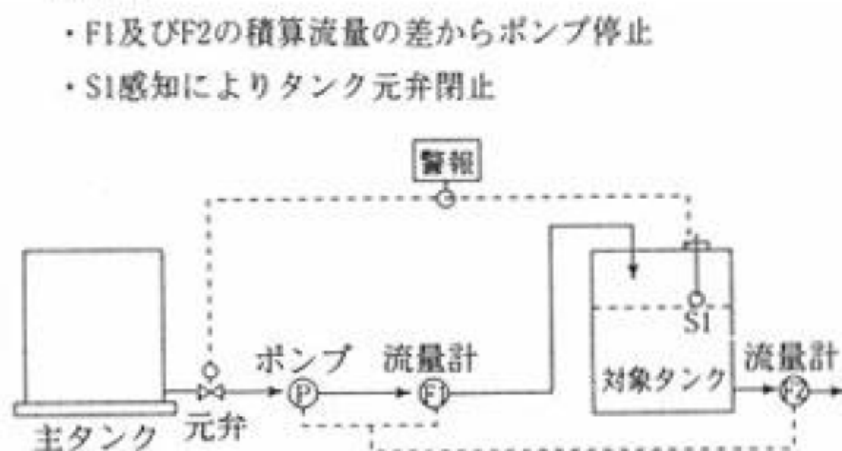 ・F1及びF2の積算流量の差からポンプ停止
・S1感知によりタンク元弁閉止
警報
S1
ポンプ 流量計
対象タンク 流量計
P F1 F2
主タンク 元弁